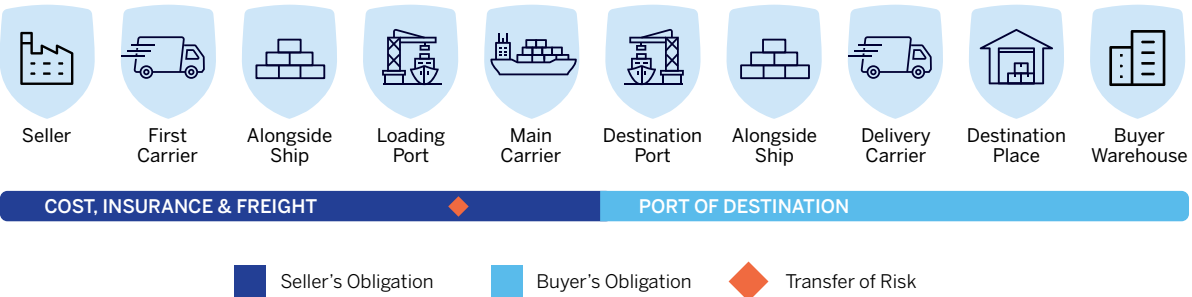 Seller
First
Carrier
Alongside
Ship
Loading
Port
Main
Carrier
Destination
Port
Alongside
Ship
Delivery
Carrier
Destination
Place
Buyer
Warehouse
COST, INSURANCE & FREIGHT
PORT OF DESTINATION
Seller's Obligation
Buyer's Obligation
Transfer of Risk